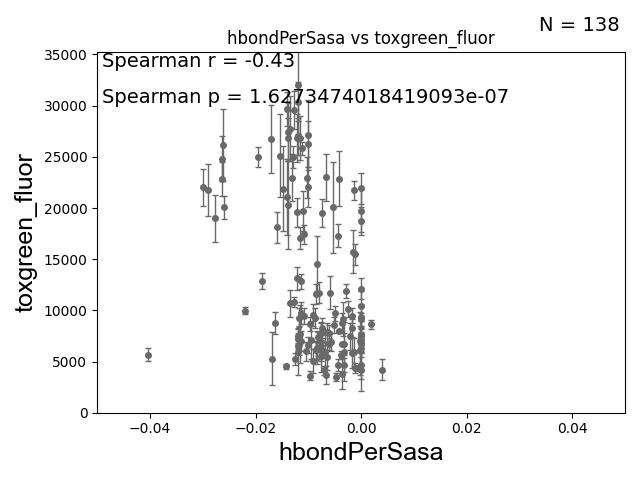 N = 138
hbondPerSasa vs toxgreen_fluor
Spearman r = -0.43
Spearman p = 1.6273474018419093e-07
toxgreen_fluor
35000
30000
25000
20000
15000
10000
5000
0
−0.04
−0.02
0.00
0.02
0.04
hbondPerSasa